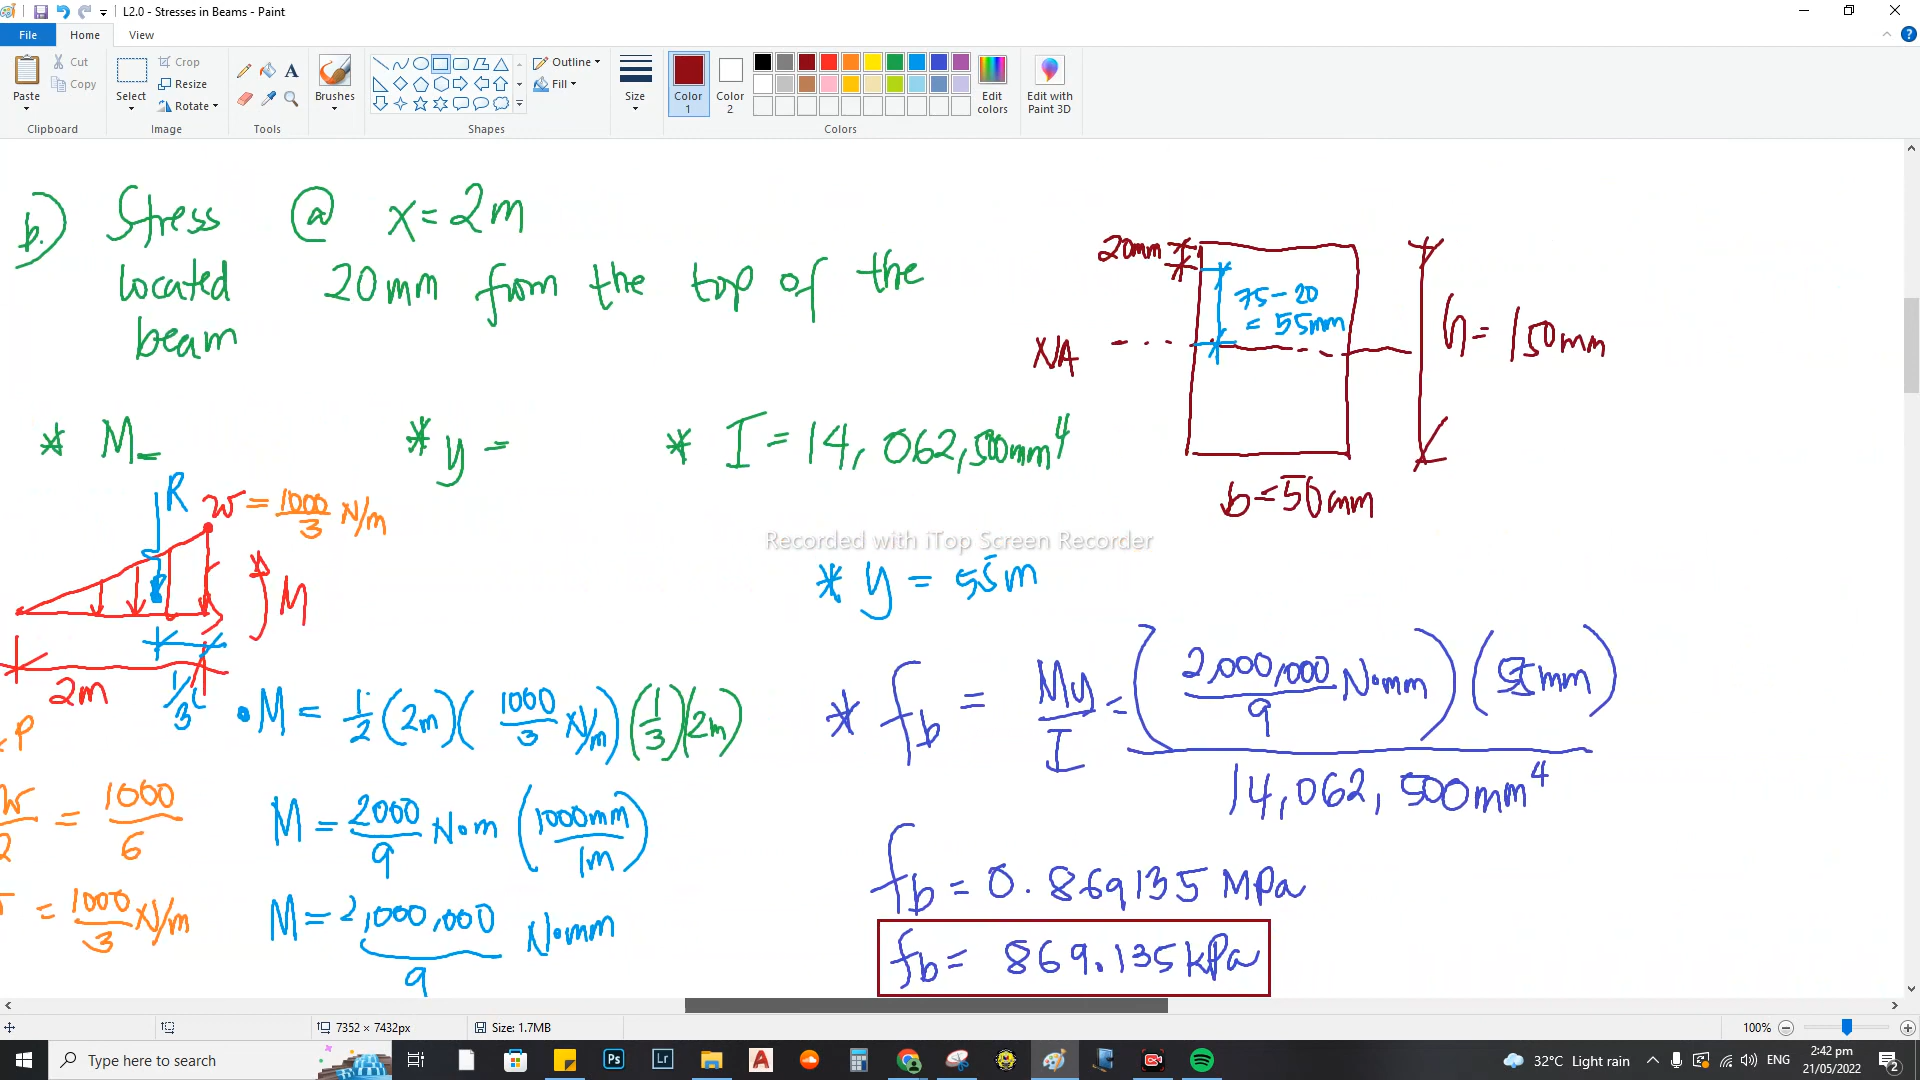 L2.0 - Stresses in Beams - Paint
File Home View
Paste Cut Copy Clipboard
Select Crop Resize Rotate Image
Tools
Brushes
Shapes Outline Fill
Size
Color 1 Color 2 Edit colors Colors
Edit with Paint 3D
b.) Stress @ x = 2m
located 20mm from the top of the
beam
20mm
75-20
= 55mm
N/A
h = 150mm
b = 50mm
* M = * y = * I = 14,062,500mm⁴
R
w = 1000/3 N/m
M
2m
1/3 L
Recorded with iTop Screen Recorder
* y = 55m
• M = 1/2 (2m)(1000/3 N/m)(1/3)(2m)
M = 2000/9 N•m (1000mm/1m)
M = 2,000,000/9 N•mm
P
= 1000/6
= 1000/3 N/m
* fb = My/I = (2,000,000/9 N•mm)(55mm)/14,062,500mm⁴
fb = 0.869135 MPa
fb = 869.135 kPa
7352 × 7432px Size: 1.7MB 100%
Type here to search
Ps Lr A
32°C Light rain ENG 2:42 pm 21/05/2022 2